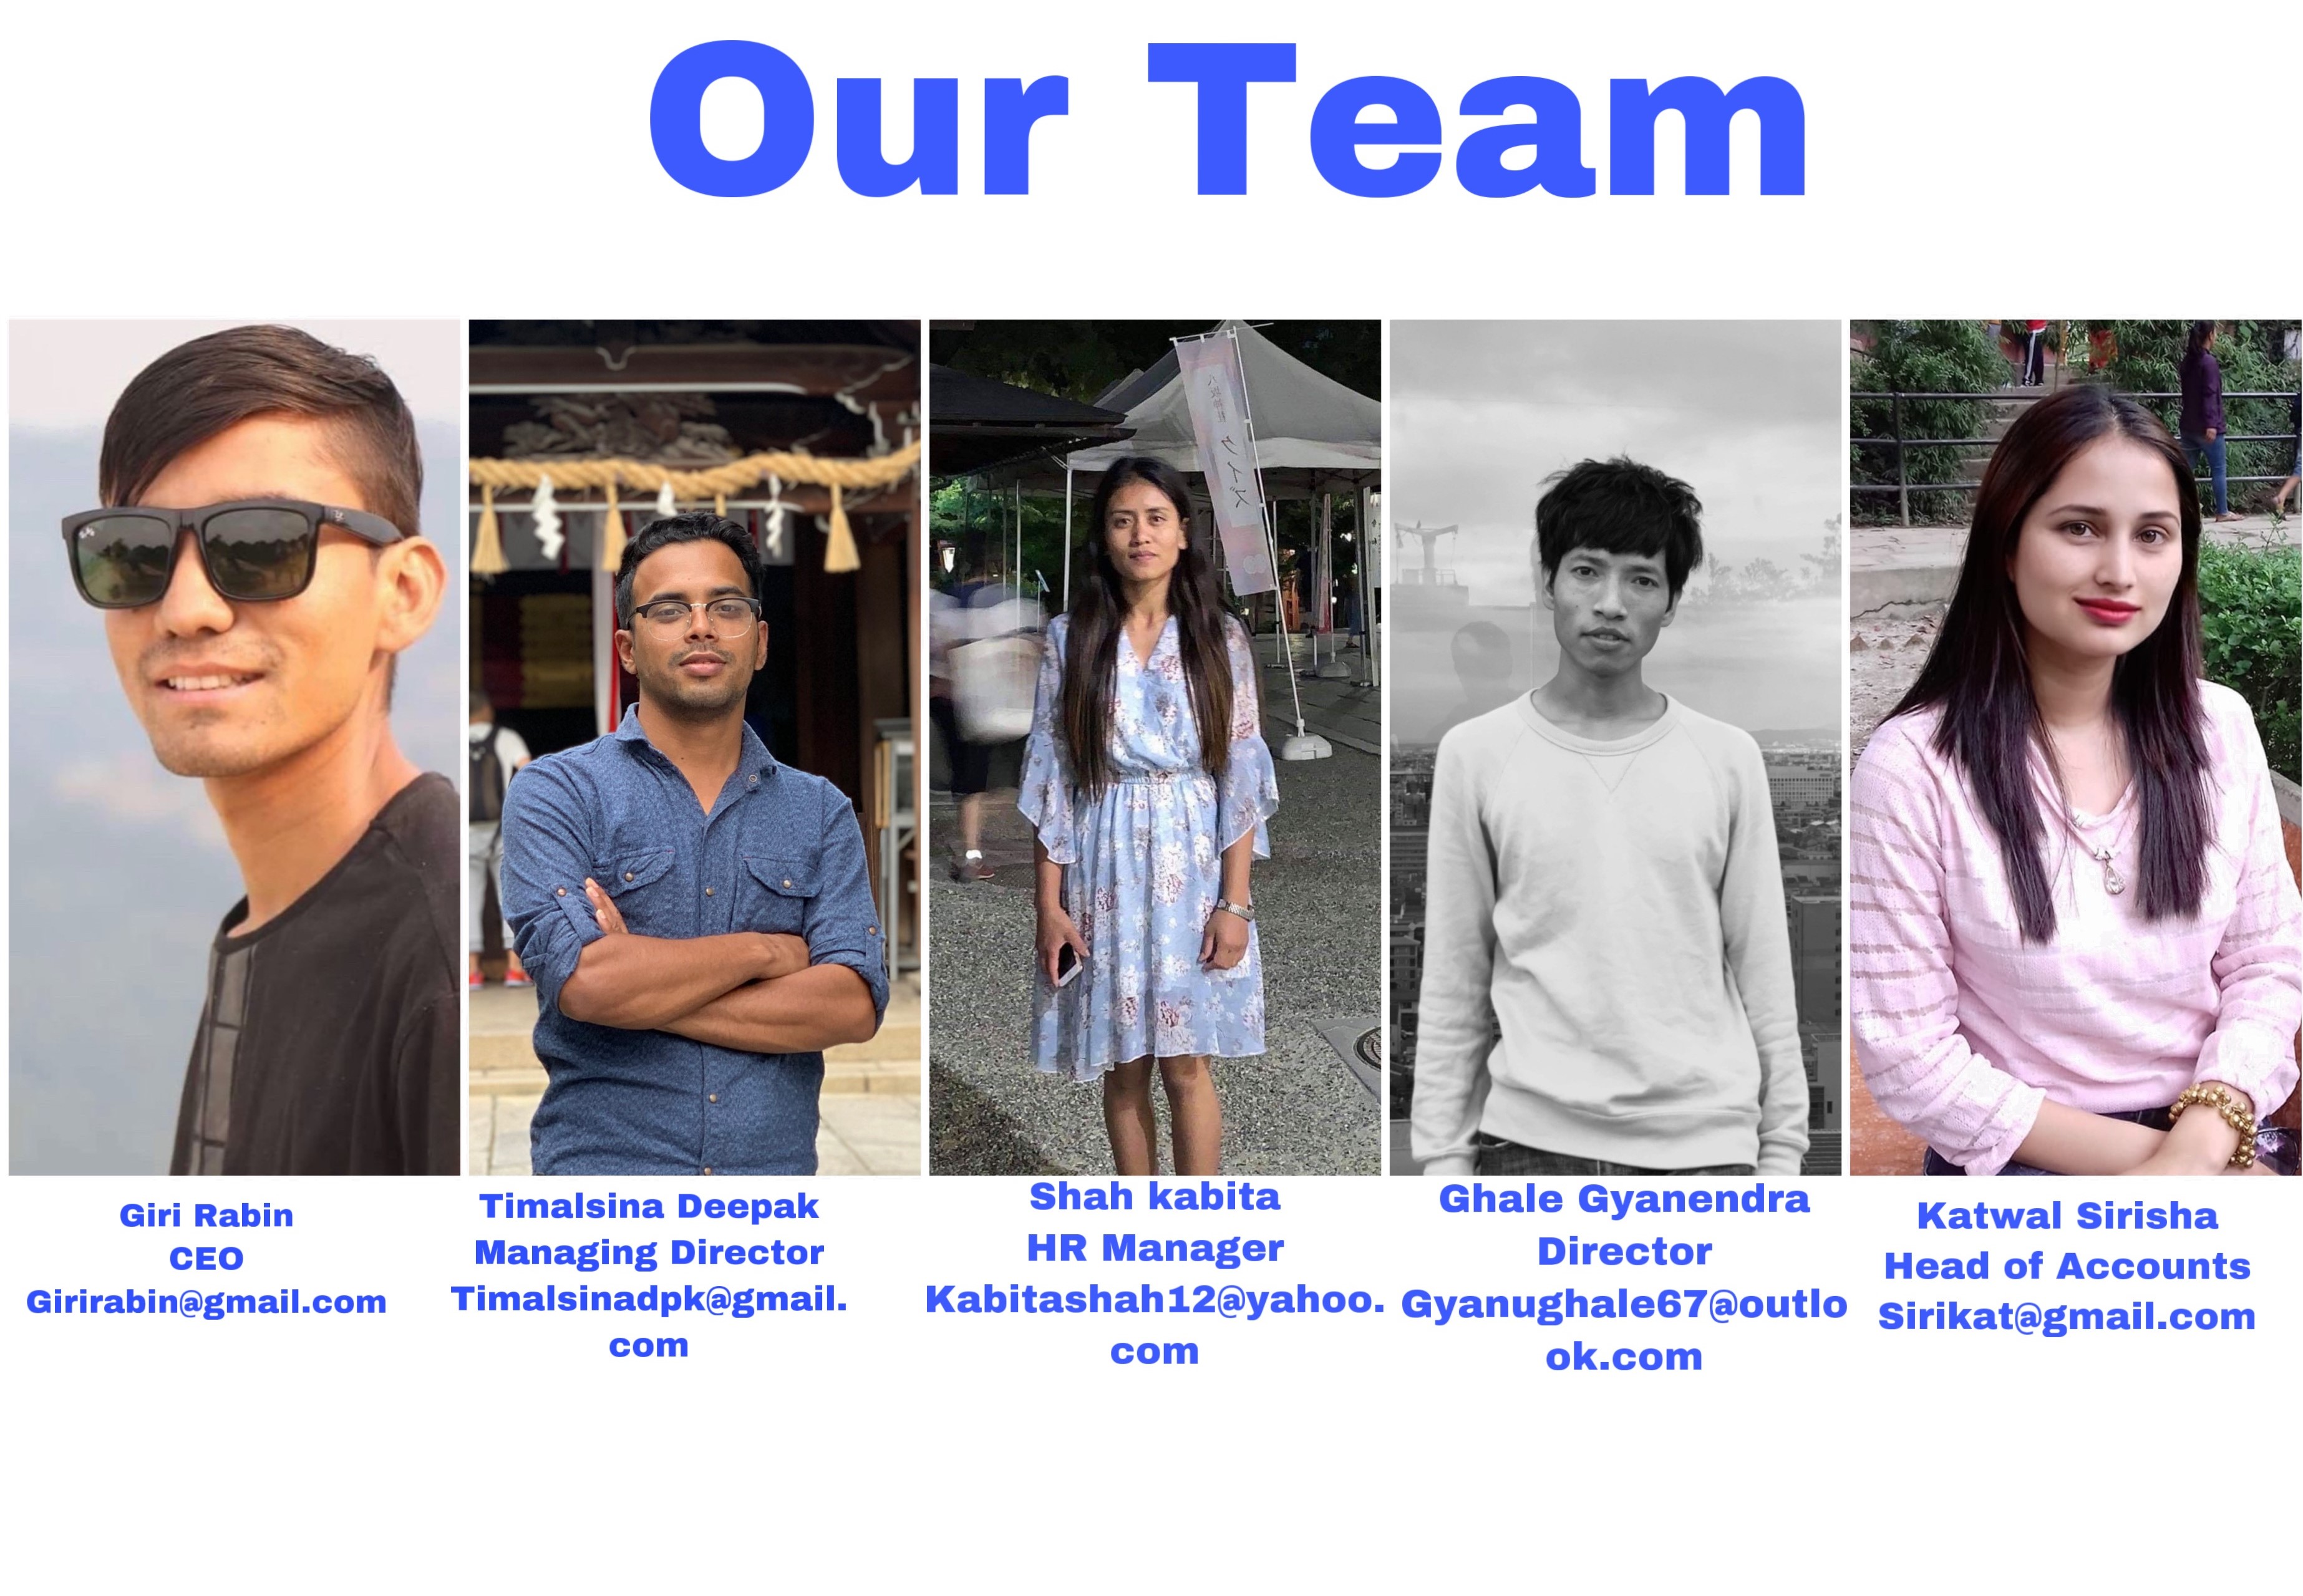 Our Team
Giri Rabin
CEO
Girirabin@gmail.com
Timalsina Deepak
Managing Director
Timalsinadpk@gmail.
com
Shah kabita
HR Manager
Kabitashah12@yahoo.
com
Ghale Gyanendra
Director
Gyanughale67@outlo
ok.com
Katwal Sirisha
Head of Accounts
Sirikat@gmail.com